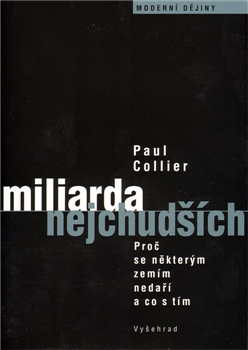 MODERNÍ DĚJINY
Paul
Collier
miliarda
nejchudších
Proč
se některým
zemím
nedaří
a co s tím
Vyšehrad